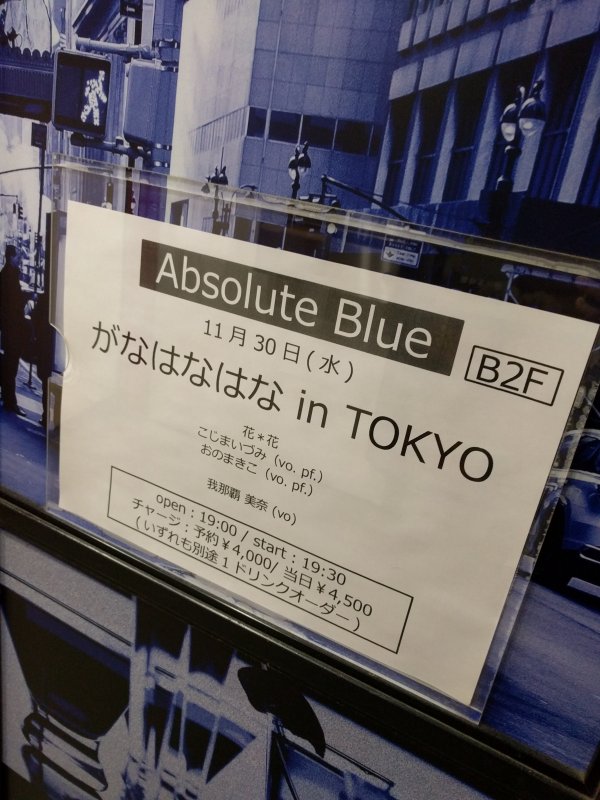 Absolute Blue
B2F
11月30日(水)
がなはなはな in TOKYO
花＊花
こじまいづみ (vo, pf.)
おのまきこ (vo, pf.)
我那覇 美奈 (vo)
open : 19:00 / start : 19:30
チャージ : 予約￥4,000/ 当日￥4,500
(いずれも別途１ドリンクオーダー)